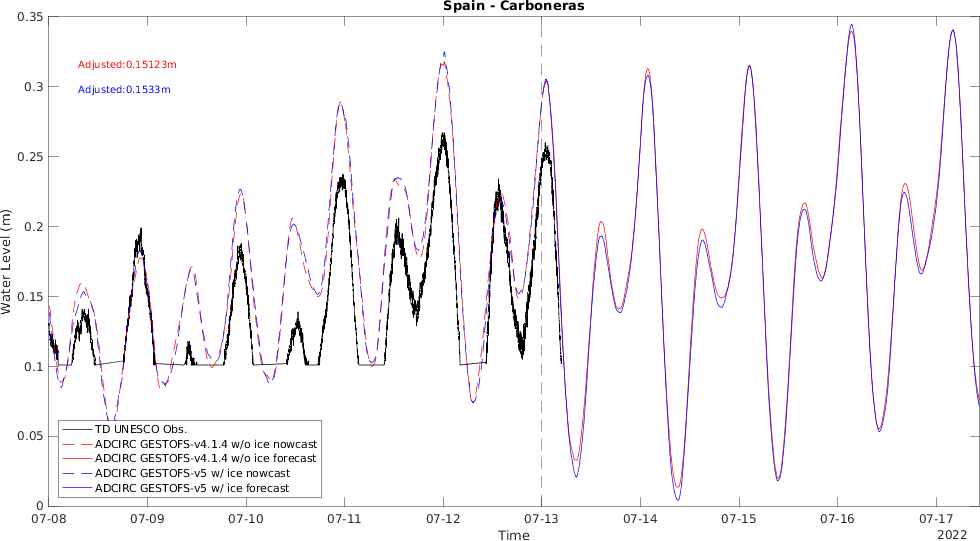 Spain - Carboneras
0.35
0.3
0.25
0.2
0.15
0.1
0.05
0
Water Level (m)
Adjusted:0.15123m
Adjusted:0.1533m
TD UNESCO Obs.
ADCIRC GESTOFS-v4.1.4 w/o ice nowcast
ADCIRC GESTOFS-v4.1.4 w/o ice forecast
ADCIRC GESTOFS-v5 w/ ice nowcast
ADCIRC GESTOFS-v5 w/ ice forecast
07-08 07-09 07-10 07-11 07-12 07-13 07-14 07-15 07-16 07-17
Time
2022